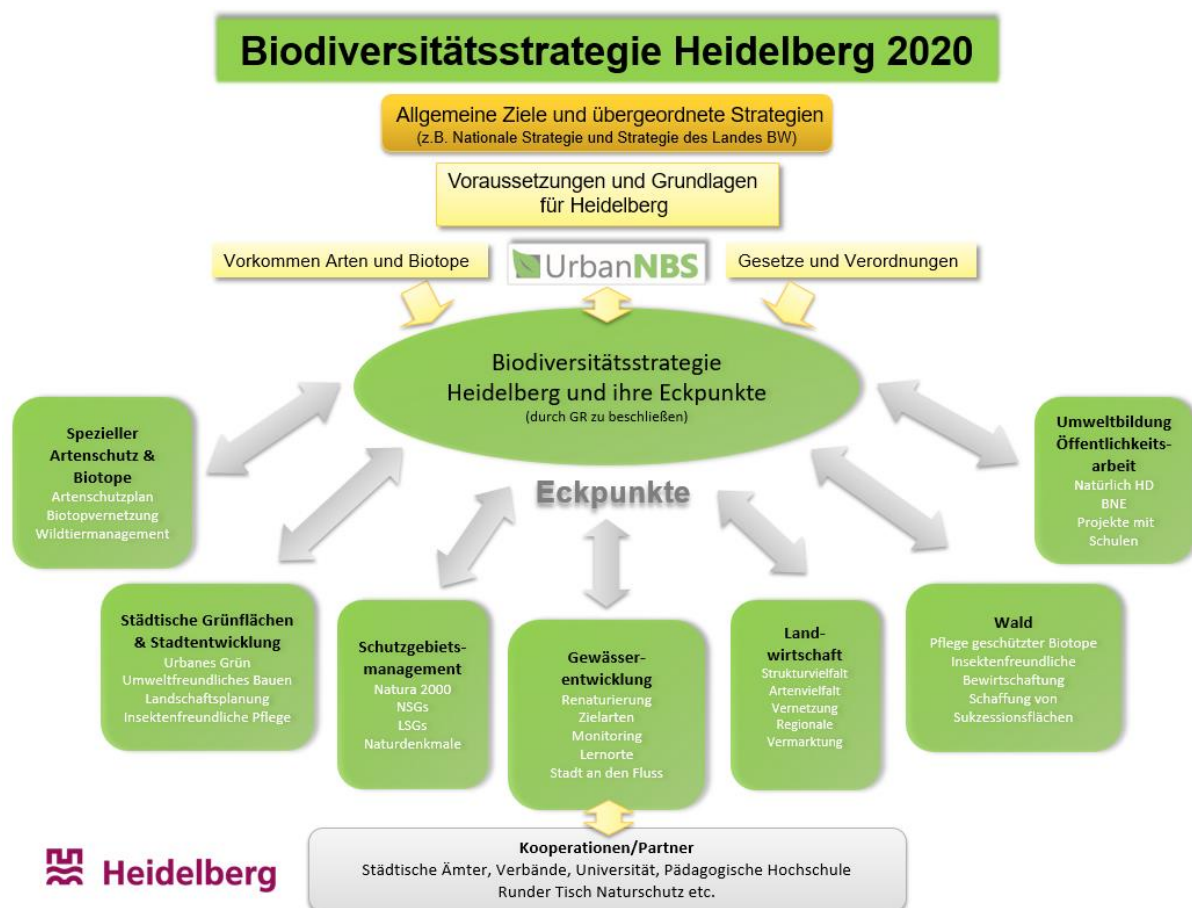 Biodiversitätsstrategie Heidelberg 2020
Allgemeine Ziele und übergeordnete Strategien
(z.B. Nationale Strategie und Strategie des Landes BW)
Voraussetzungen und Grundlagen
für Heidelberg
Vorkommen Arten und Biotope
UrbanNBS
Gesetze und Verordnungen
Biodiversitätsstrategie
Heidelberg und ihre Eckpunkte
(durch GR zu beschließen)
Eckpunkte
Spezieller
Artenschutz &
Biotope
Artenschutzplan
Biotopvernetzung
Wildtiermanagement
Städtische Grünflächen
& Stadtentwicklung
Urbanes Grün
Umweltfreundliches Bauen
Landschaftsplanung
Insektenfreundliche Pflege
Schutzgebiets-
management
Natura 2000
NSGs
LSGs
Naturdenkmale
Gewässer-
entwicklung
Renaturierung
Zielarten
Monitoring
Lernorte
Stadt an den Fluss
Land-
wirtschaft
Strukturvielfalt
Artenvielfalt
Vernetzung
Regionale
Vermarktung
Wald
Pflege geschützter Biotope
Insektenfreundliche
Bewirtschaftung
Schaffung von
Sukzessionsflächen
Umweltbildung
Öffentlichkeits-
arbeit
Natürlich HD
BNE
Projekte mit
Schulen
Kooperationen/Partner
Städtische Ämter, Verbände, Universität, Pädagogische Hochschule
Runder Tisch Naturschutz etc.
Heidelberg